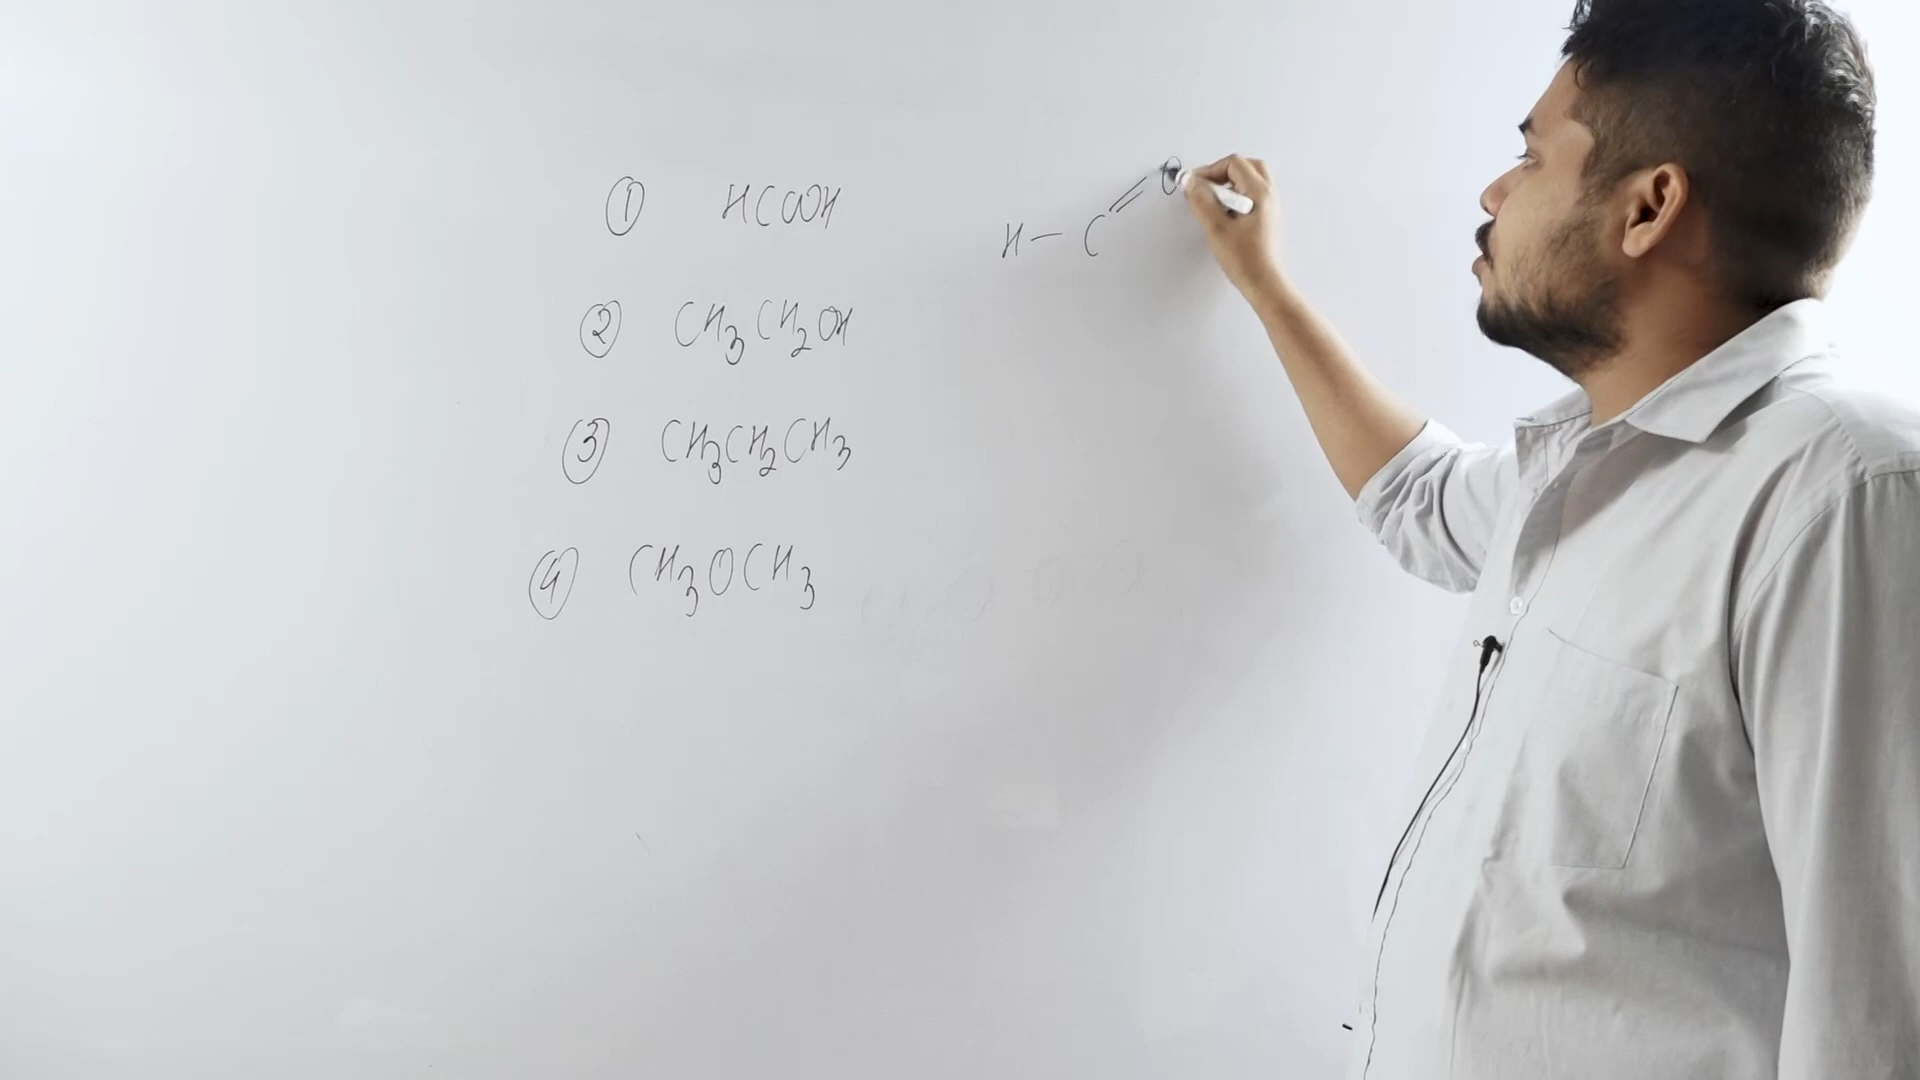 ① HCOOH
② CH₃CH₂OH
③ CH₃CH₂CH₃
④ CH₃OCH₃
H — C = O